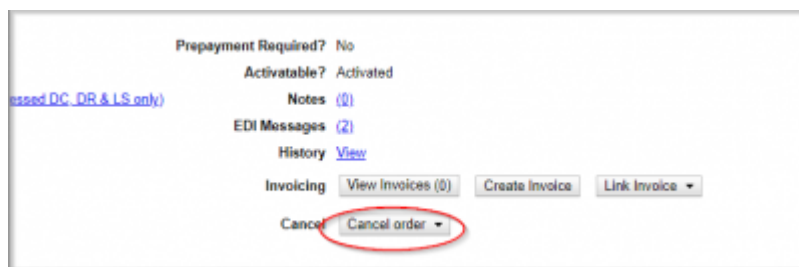 Prepayment Required? No
Activatable? Activated
essed DC, DR & LS only) Notes (0)
EDI Messages (2)
History View
Invoicing View Invoices (0) Create Invoice Link Invoice
Cancel Cancel order